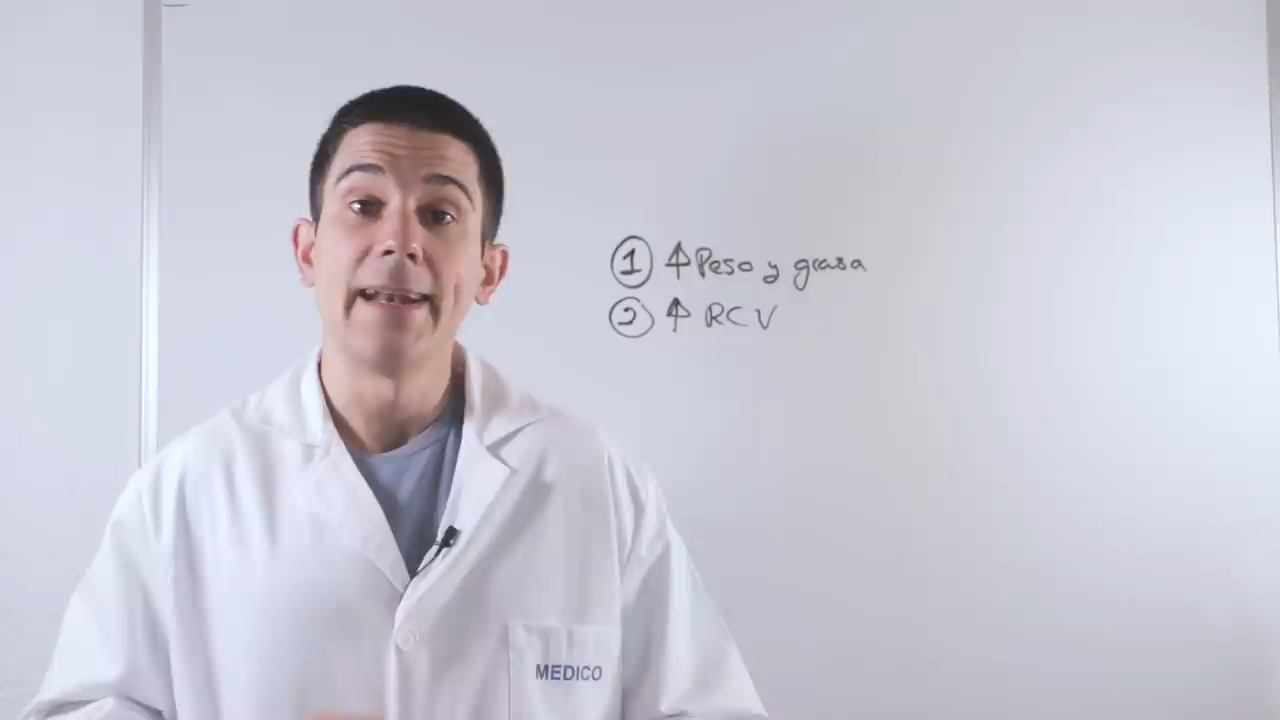 1 ↑ Peso y grasa
2 ↑ RCV
MEDICO